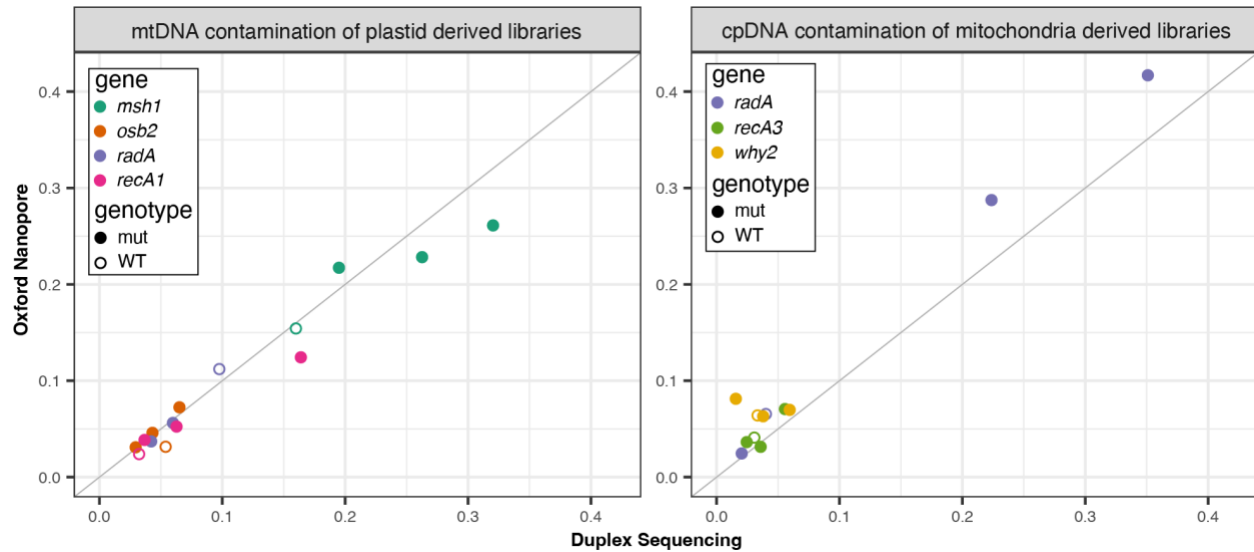 mtDNA contamination of plastid derived libraries
cpDNA contamination of mitochondria derived libraries
gene
msh1
osb2
radA
recA1
genotype
mut
WT
gene
radA
recA3
why2
genotype
mut
WT
Oxford Nanopore
0.4
0.3
0.2
0.1
0.0
0.4
0.3
0.2
0.1
0.0
0.0 0.1 0.2 0.3 0.4
0.0 0.1 0.2 0.3 0.4
Duplex Sequencing